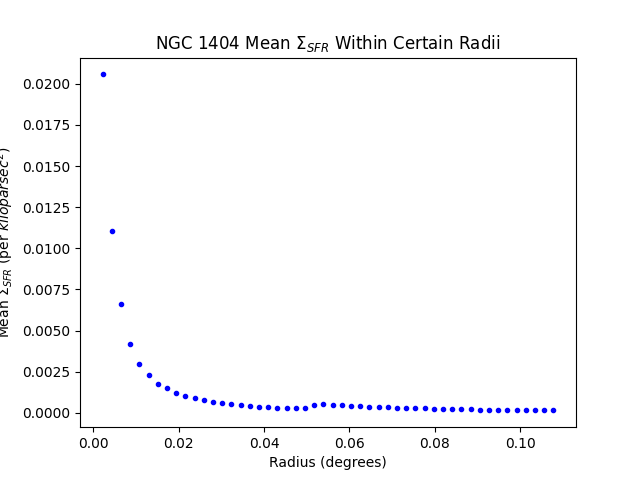 NGC 1404 Mean Σ_SFR Within Certain Radii
0.0200
0.0175
0.0150
0.0125
0.0100
0.0075
0.0050
0.0025
0.0000
Mean Σ_SFR (per kiloparsec²)
0.00 0.02 0.04 0.06 0.08 0.10
Radius (degrees)